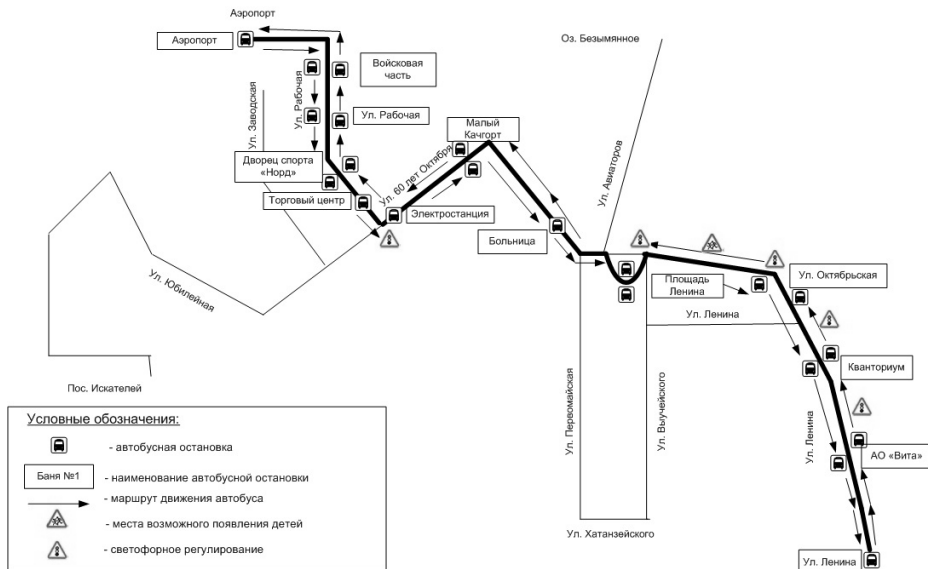 Аэропорт
Аэропорт
Оз. Безымянное
Войсковая
часть
Ул. Рабочая
Ул. Заводская
Ул. Рабочая
Малый
Качгорт
Ул. Авиаторов
Дворец спорта
«Норд»
Ул. 60 лет Октября
Торговый центр
Электростанция
Больница
Ул. Юбилейная
Площадь
Ленина
Ул. Октябрьская
Ул. Ленина
Кванториум
Пос. Искателей
Ул. Первомайская
Ул. Выучейского
Ул. Ленина
АО «Вита»
Ул. Хатанзейского
Ул. Ленина
Условные обозначения:
- автобусная остановка
Баня №1
- наименование автобусной остановки
- маршрут движения автобуса
- места возможного появления детей
- светофорное регулирование